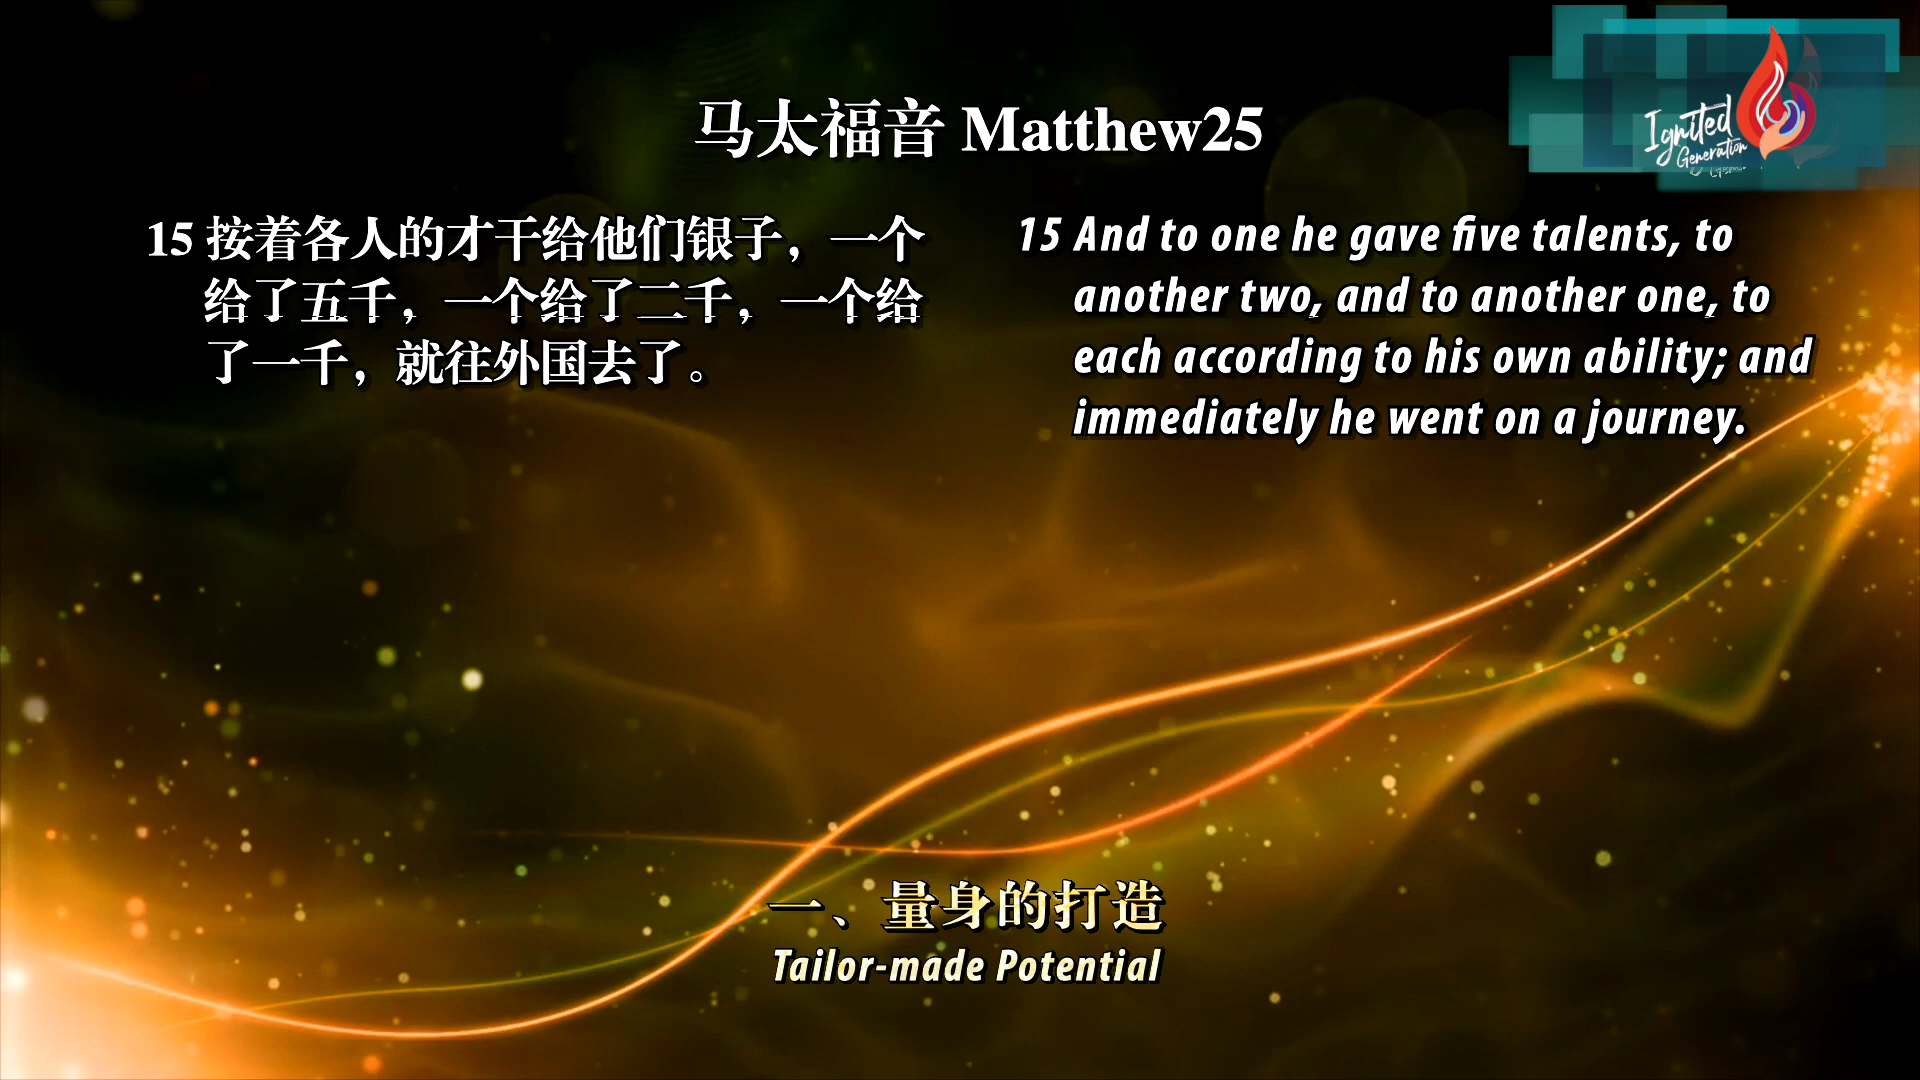 马太福音 Matthew25
Ignited
Generation
15 按着各人的才干给他们银子，一个
给了五千，一个给了二千，一个给
了一千，就往外国去了。
15 And to one he gave five talents, to
another two, and to another one, to
each according to his own ability; and
immediately he went on a journey.
一、量身的打造
Tailor-made Potential